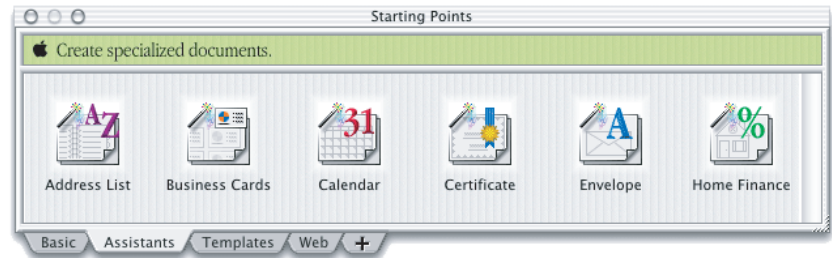 Starting Points
Create specialized documents.
AZ 31 A %
Address List Business Cards Calendar Certificate Envelope Home Finance
Basic Assistants Templates Web +